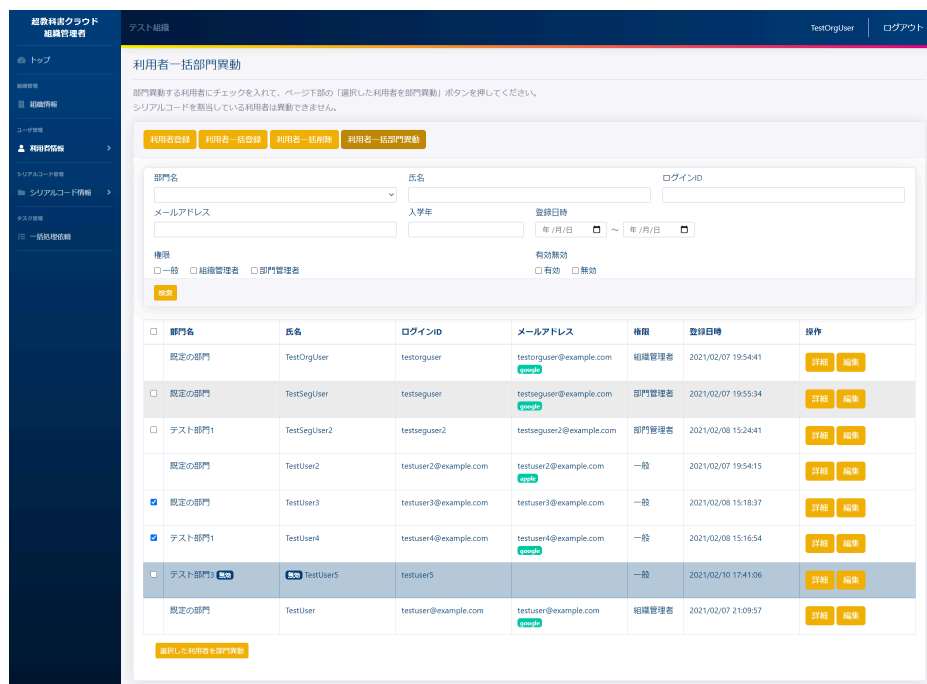 超教科書クラウド
組織管理者
テスト組織
TestOrgUser
ログアウト
トップ
組織管理
組織情報
ユーザ管理
利用者情報
シリアルコード管理
シリアルコード情報
タスク管理
一括処理依頼
利用者一括部門異動
部門異動する利用者にチェックを入れて、ページ下部の「選択した利用者を部門異動」ボタンを押してください。
シリアルコードを割当している利用者は異動できません。
利用者登録 利用者一括登録 利用者一括削除 利用者一括部門異動
部門名 氏名 ログインID
メールアドレス 入学年 登録日時
年/月/日 ～ 年/月/日
権限 有効無効
一般 組織管理者 部門管理者 有効 無効
検索
部門名 氏名 ログインID メールアドレス 権限 登録日時 操作
既定の部門 TestOrgUser testorguser testorguser@example.com 組織管理者 2021/02/07 19:54:41 詳細 編集
google
既定の部門 TestSegUser testseguser testseguser@example.com 部門管理者 2021/02/07 19:55:34 詳細 編集
google
テスト部門1 TestSegUser2 testseguser2 testseguser2@example.com 部門管理者 2021/02/08 15:24:41 詳細 編集
既定の部門 TestUser2 testuser2@example.com testuser2@example.com 一般 2021/02/07 19:54:15 詳細 編集
apple
既定の部門 TestUser3 testuser3@example.com testuser3@example.com 一般 2021/02/08 15:18:37 詳細 編集
テスト部門1 TestUser4 testuser4@example.com testuser4@example.com 一般 2021/02/08 15:16:54 詳細 編集
google
テスト部門3 無効 無効 TestUser5 testuser5 一般 2021/02/10 17:41:06 詳細 編集
既定の部門 TestUser testuser@example.com testuser@example.com 組織管理者 2021/02/07 21:09:57 詳細 編集
google
選択した利用者を部門異動